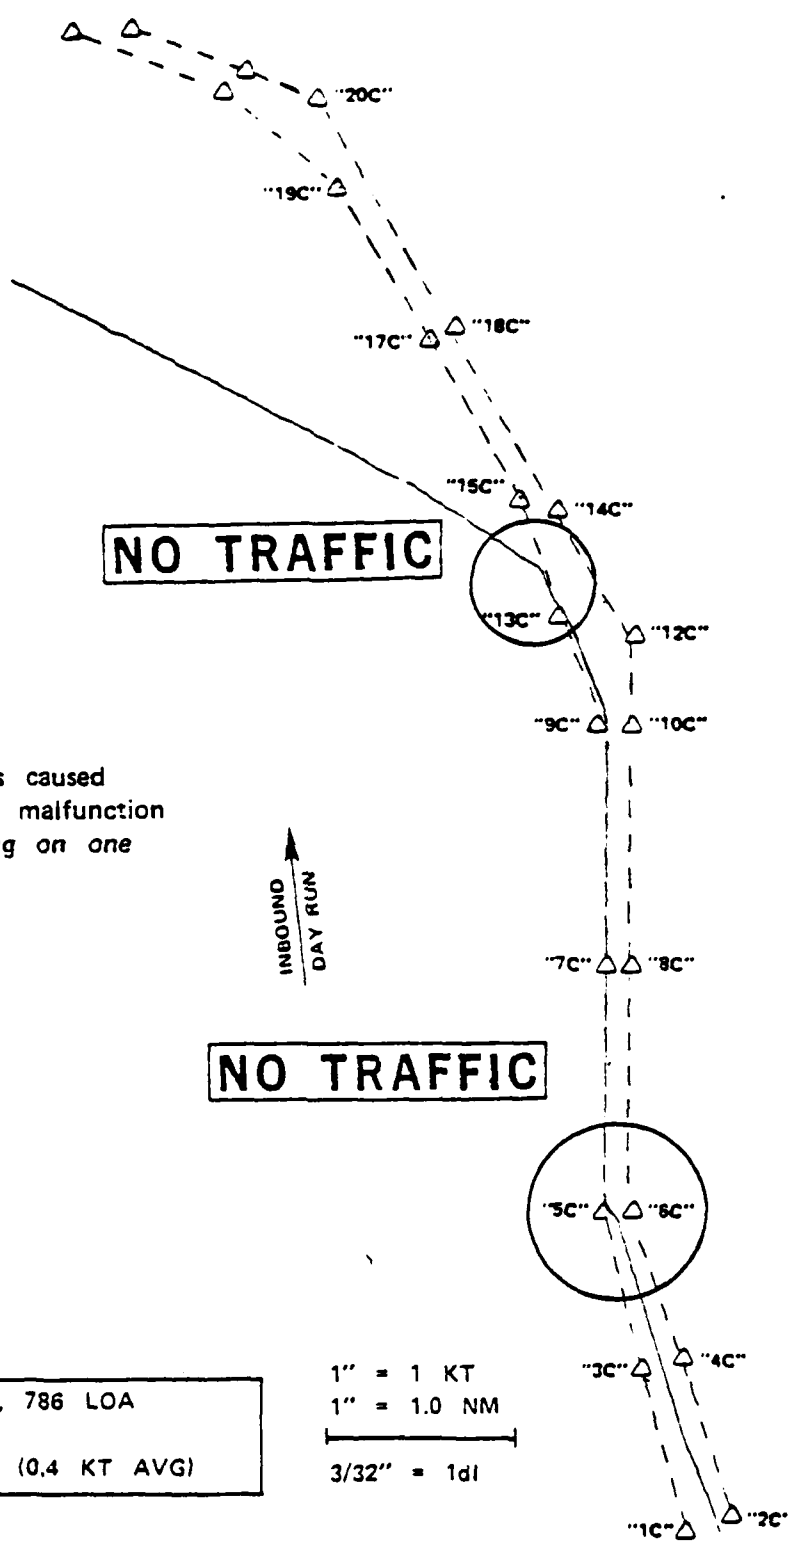 "20C"
"19C"
"18C"
"17C"
"15C"
"14C"
NO TRAFFIC
"13C"
"12C"
"9C"
"10C"
s caused
malfunction
g on one
INBOUND
DAY RUN
"7C"
"8C"
NO TRAFFIC
"5C"
"6C"
"4C"
"3C"
1" = 1 KT
, 786 LOA
1" = 1.0 NM
(0,4 KT AVG)
3/32" = 1dl
"2C"
"1C"